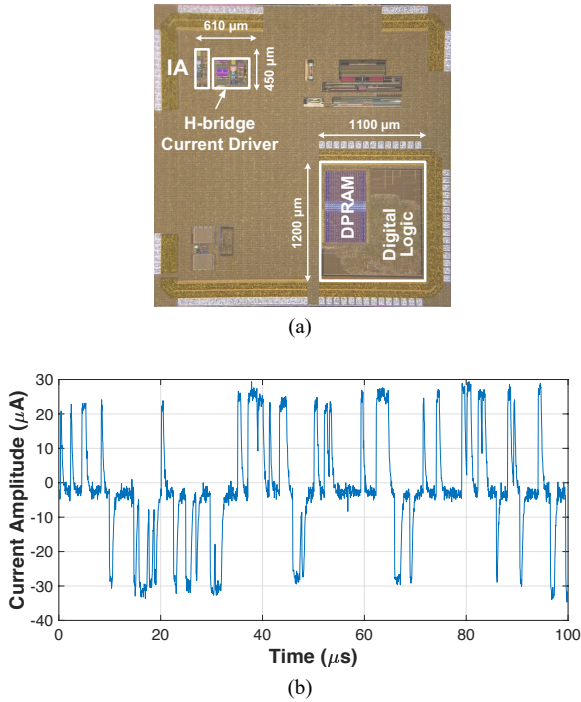 610 µm
IA
450 µm
H-bridge
Current Driver
1100 µm
1200 µm
DPRAM
Digital
Logic
(a)
30
20
10
0
-10
-20
-30
-40
Current Amplitude (µA)
0
20
40
60
80
100
Time (µs)
(b)